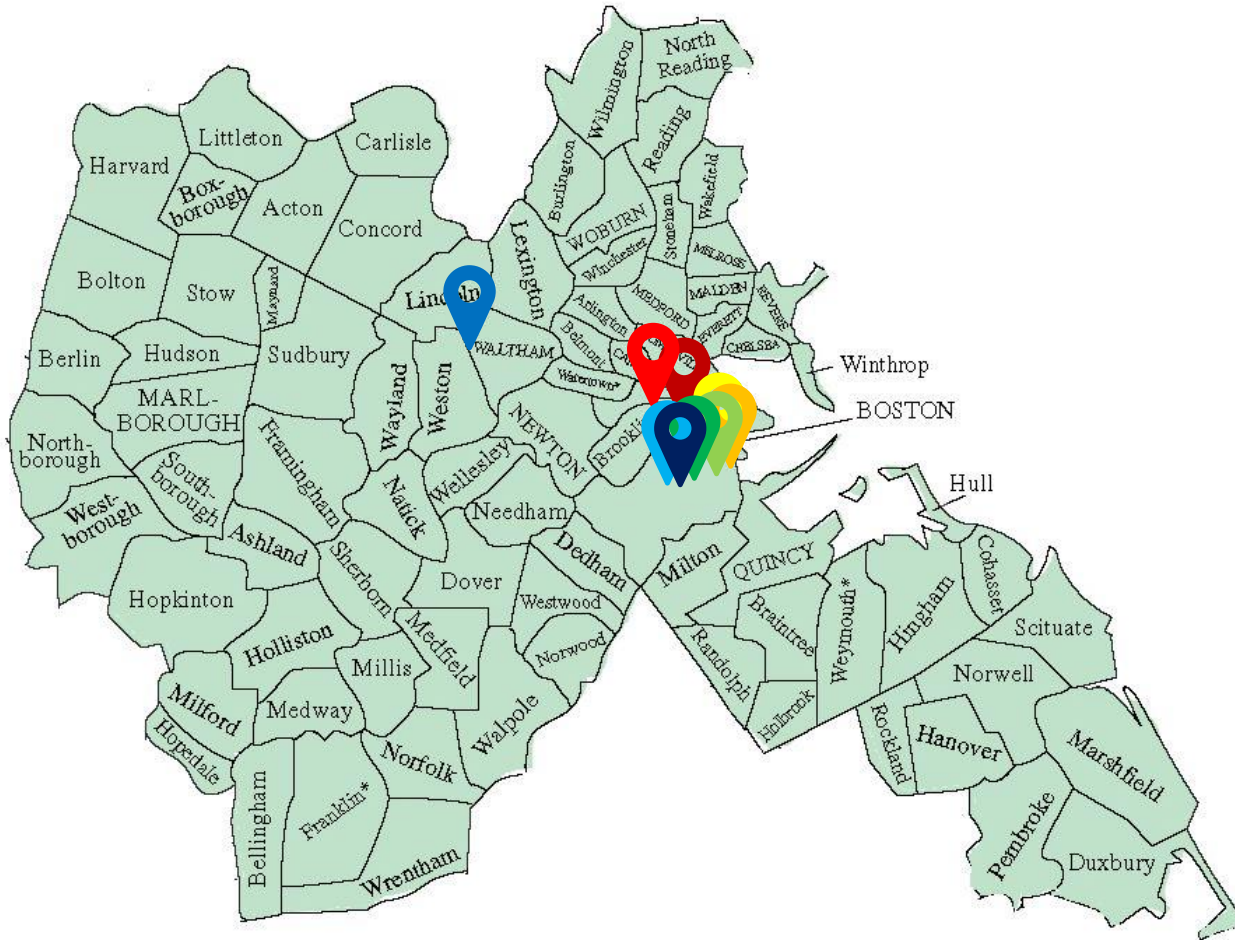 North
Reading
Wilmington
Littleton
Carlisle
Reading
Harvard
Burlington
Wakefield
Box-
borough
Acton
Concord
WOBURN
Stoneham
Lexington
Winchester
MELROSS
Bolton
Stow
Maynard
Lincoln
MEDFORD
MALDEN
REVERE
Arlington
EVERETT
Berlin
Hudson
Sudbury
WALTHAM
Belmont
CHELSEA
Winthrop
Watertown*
MARL-
BOROUGH
Wayland
Weston
BOSTON
NEWTON
North-
borough
Framingham
South-
borough
Wellesley
Natick
Hull
West-
borough
Needham
Ashland
Sherborn
Dedham
Milton
QUINCY
Cohasset
Dover
Hopkinton
Westwood
Braintree
Weymouth*
Hingham
Holliston
Medfield
Norwood
Randolph
Scituate
Millis
Norwell
Milford
Medway
Walpole
Holbrook
Rockland
Hopedale
Norfolk
Hanover
Marshfield
Bellingham
Franklin*
Pembroke
Wrentham
Duxbury